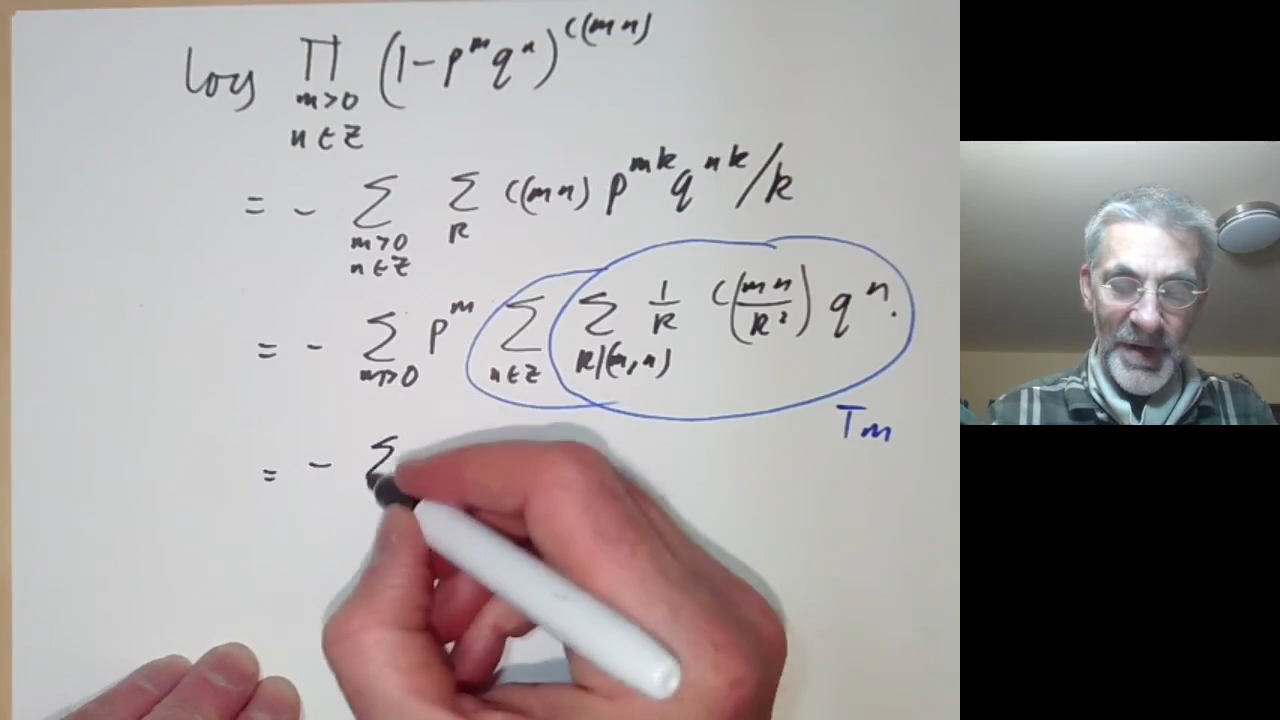 log ∏ (1 - p^m q^n)^{c(mn)}
m>0
n∈Z
= - ∑ ∑ c(mn) p^{mk} q^{nk}/k
m>0 k
n∈Z
= - ∑ p^m ∑ ∑ 1/k c(mn/k²) q^n.
m>0 n∈Z k|(m,n)
T_m
= - ∑